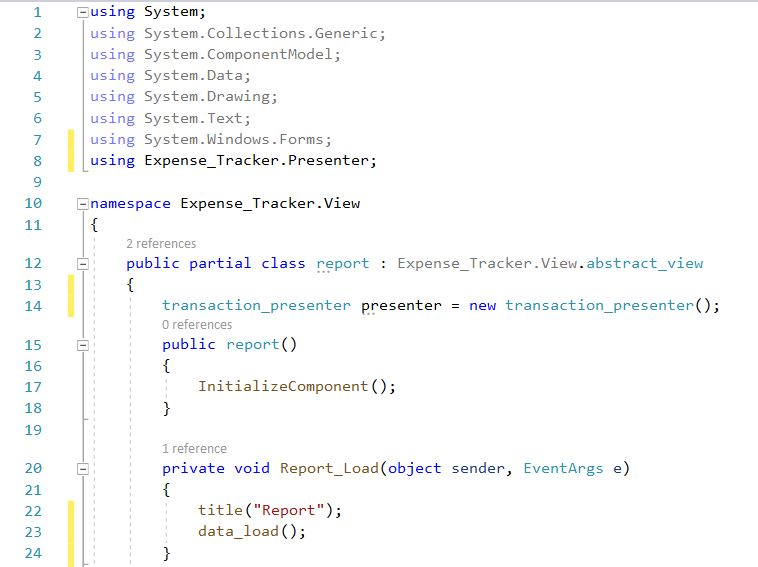 1 using System;
2 using System.Collections.Generic;
3 using System.ComponentModel;
4 using System.Data;
5 using System.Drawing;
6 using System.Text;
7 using System.Windows.Forms;
8 using Expense_Tracker.Presenter;
9
10 namespace Expense_Tracker.View
11 {
2 references
12 public partial class report : Expense_Tracker.View.abstract_view
13 {
14 transaction_presenter presenter = new transaction_presenter();
0 references
15 public report()
16 {
17 InitializeComponent();
18 }
19
1 reference
20 private void Report_Load(object sender, EventArgs e)
21 {
22 title("Report");
23 data_load();
24 }